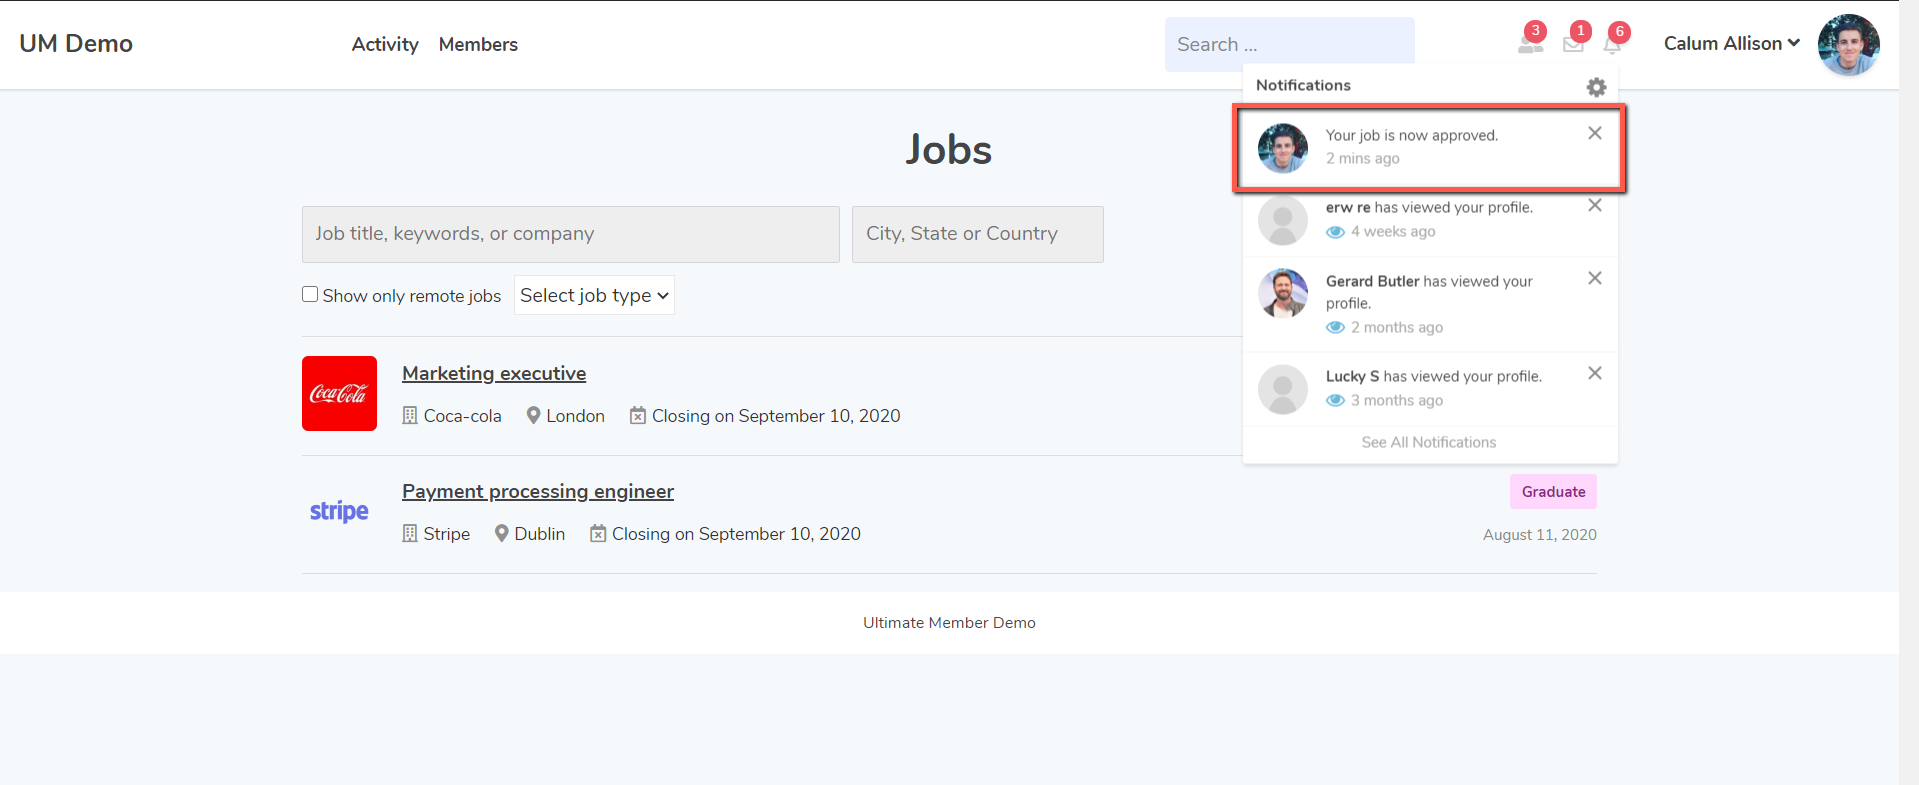 UM Demo
Activity
Members
Search ...
3
1
6
Calum Allison
Notifications
Your job is now approved.
2 mins ago
erw re has viewed your profile.
4 weeks ago
Gerard Butler has viewed your
profile.
2 months ago
Lucky S has viewed your profile.
3 months ago
See All Notifications
Jobs
Job title, keywords, or company
City, State or Country
Show only remote jobs
Select job type
Coca-Cola
Marketing executive
Coca-cola
London
Closing on September 10, 2020
stripe
Payment processing engineer
Stripe
Dublin
Closing on September 10, 2020
Graduate
August 11, 2020
Ultimate Member Demo